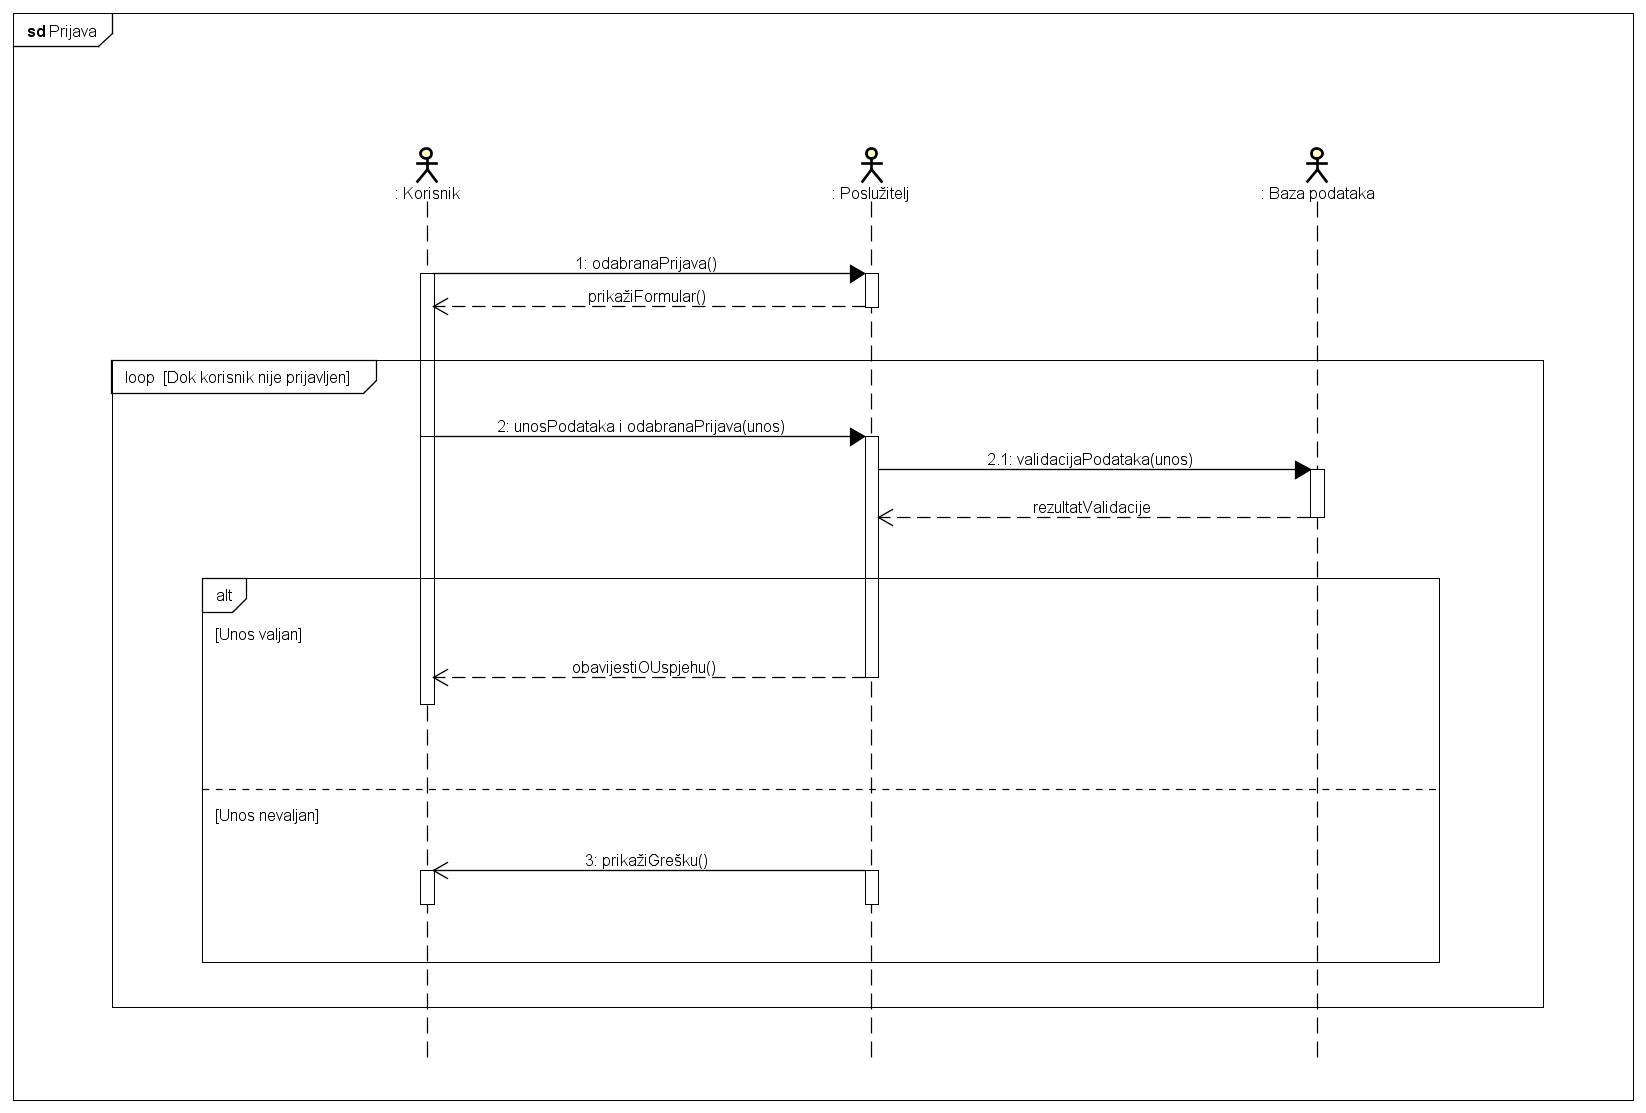 sd Prijava
: Korisnik
: Poslužitelj
: Baza podataka
1: odabranaPrijava()
prikažiFormular()
loop [Dok korisnik nije prijavljen]
2: unosPodataka i odabranaPrijava(unos)
2.1: validacijaPodataka(unos)
rezultatValidacije
alt
[Unos valjan]
obavijestiOUspjehu()
[Unos nevaljan]
3: prikažiGrešku()